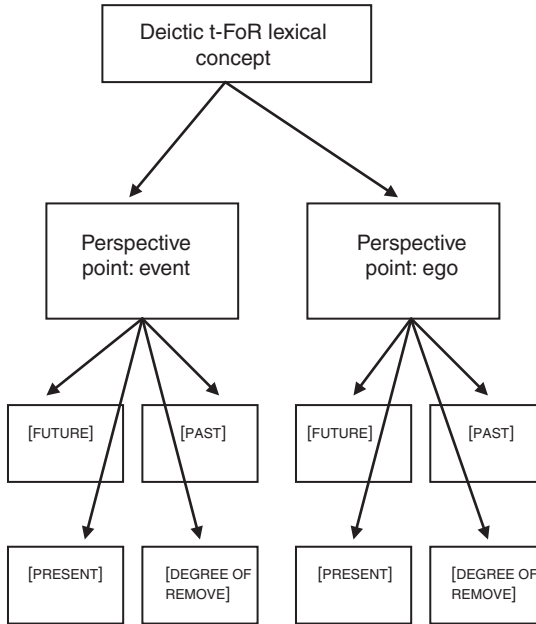 Deictic t-FoR lexical
concept
Perspective
point: event
Perspective
point: ego
[FUTURE]
[PAST]
[FUTURE]
[PAST]
[PRESENT]
[DEGREE OF
REMOVE]
[PRESENT]
[DEGREE OF
REMOVE]